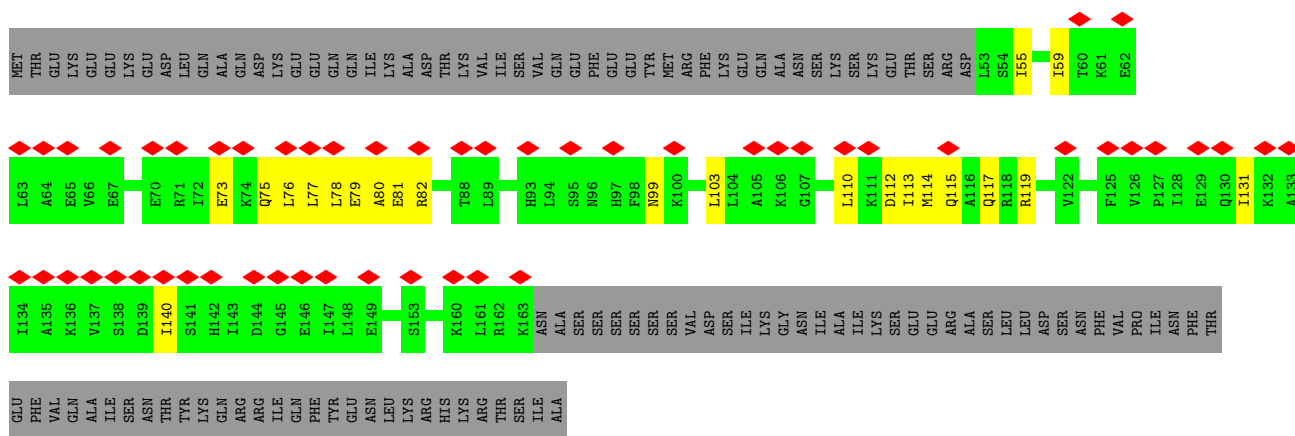 MET THR GLU LYS GLU GLU LYS GLU ASP LEU GLN ALA GLN ASP LYS GLU GLU GLN GLN ILE LYS ALA ASP THR LYS VAL ILE SER VAL GLN GLU PHE GLU GLU TYR MET ARG PHE LYS GLU GLN ALA ASN SER LYS SER LYS GLU THR SER ARG ASP L53 S54 I55 I59 T60 K61 E62
L63 A64 E65 V66 E67 E70 R71 I72 E73 K74 Q75 L76 L77 L78 E79 A80 E81 R82 T88 L89 H93 L94 S95 N96 H97 F98 N99 K100 L103 L104 A105 K106 G107 L110 K111 D112 I113 M114 Q115 A116 Q117 R118 R119 V122 F125 V126 P127 I128 E129 Q130 I131 K132 A133
I134 A135 K136 V137 S138 D139 I140 S141 H142 I143 D144 G145 E146 I147 L148 E149 S153 K160 L161 R162 K163 ASN ALA SER SER SER SER SER SER VAL ASP SER ILE LYS GLY ASN ILE ALA ILE LYS SER GLU GLU ARG ALA SER LEU LEU ASP SER ASN PHE VAL PRO ILE ASN PHE THR
GLU PHE VAL GLN ALA ILE SER ASN THR TYR LYS GLN ARG ARG ILE GLN PHE TYR GLU ASN LEU LYS ARG HIS LYS ARG THR SER ILE ALA